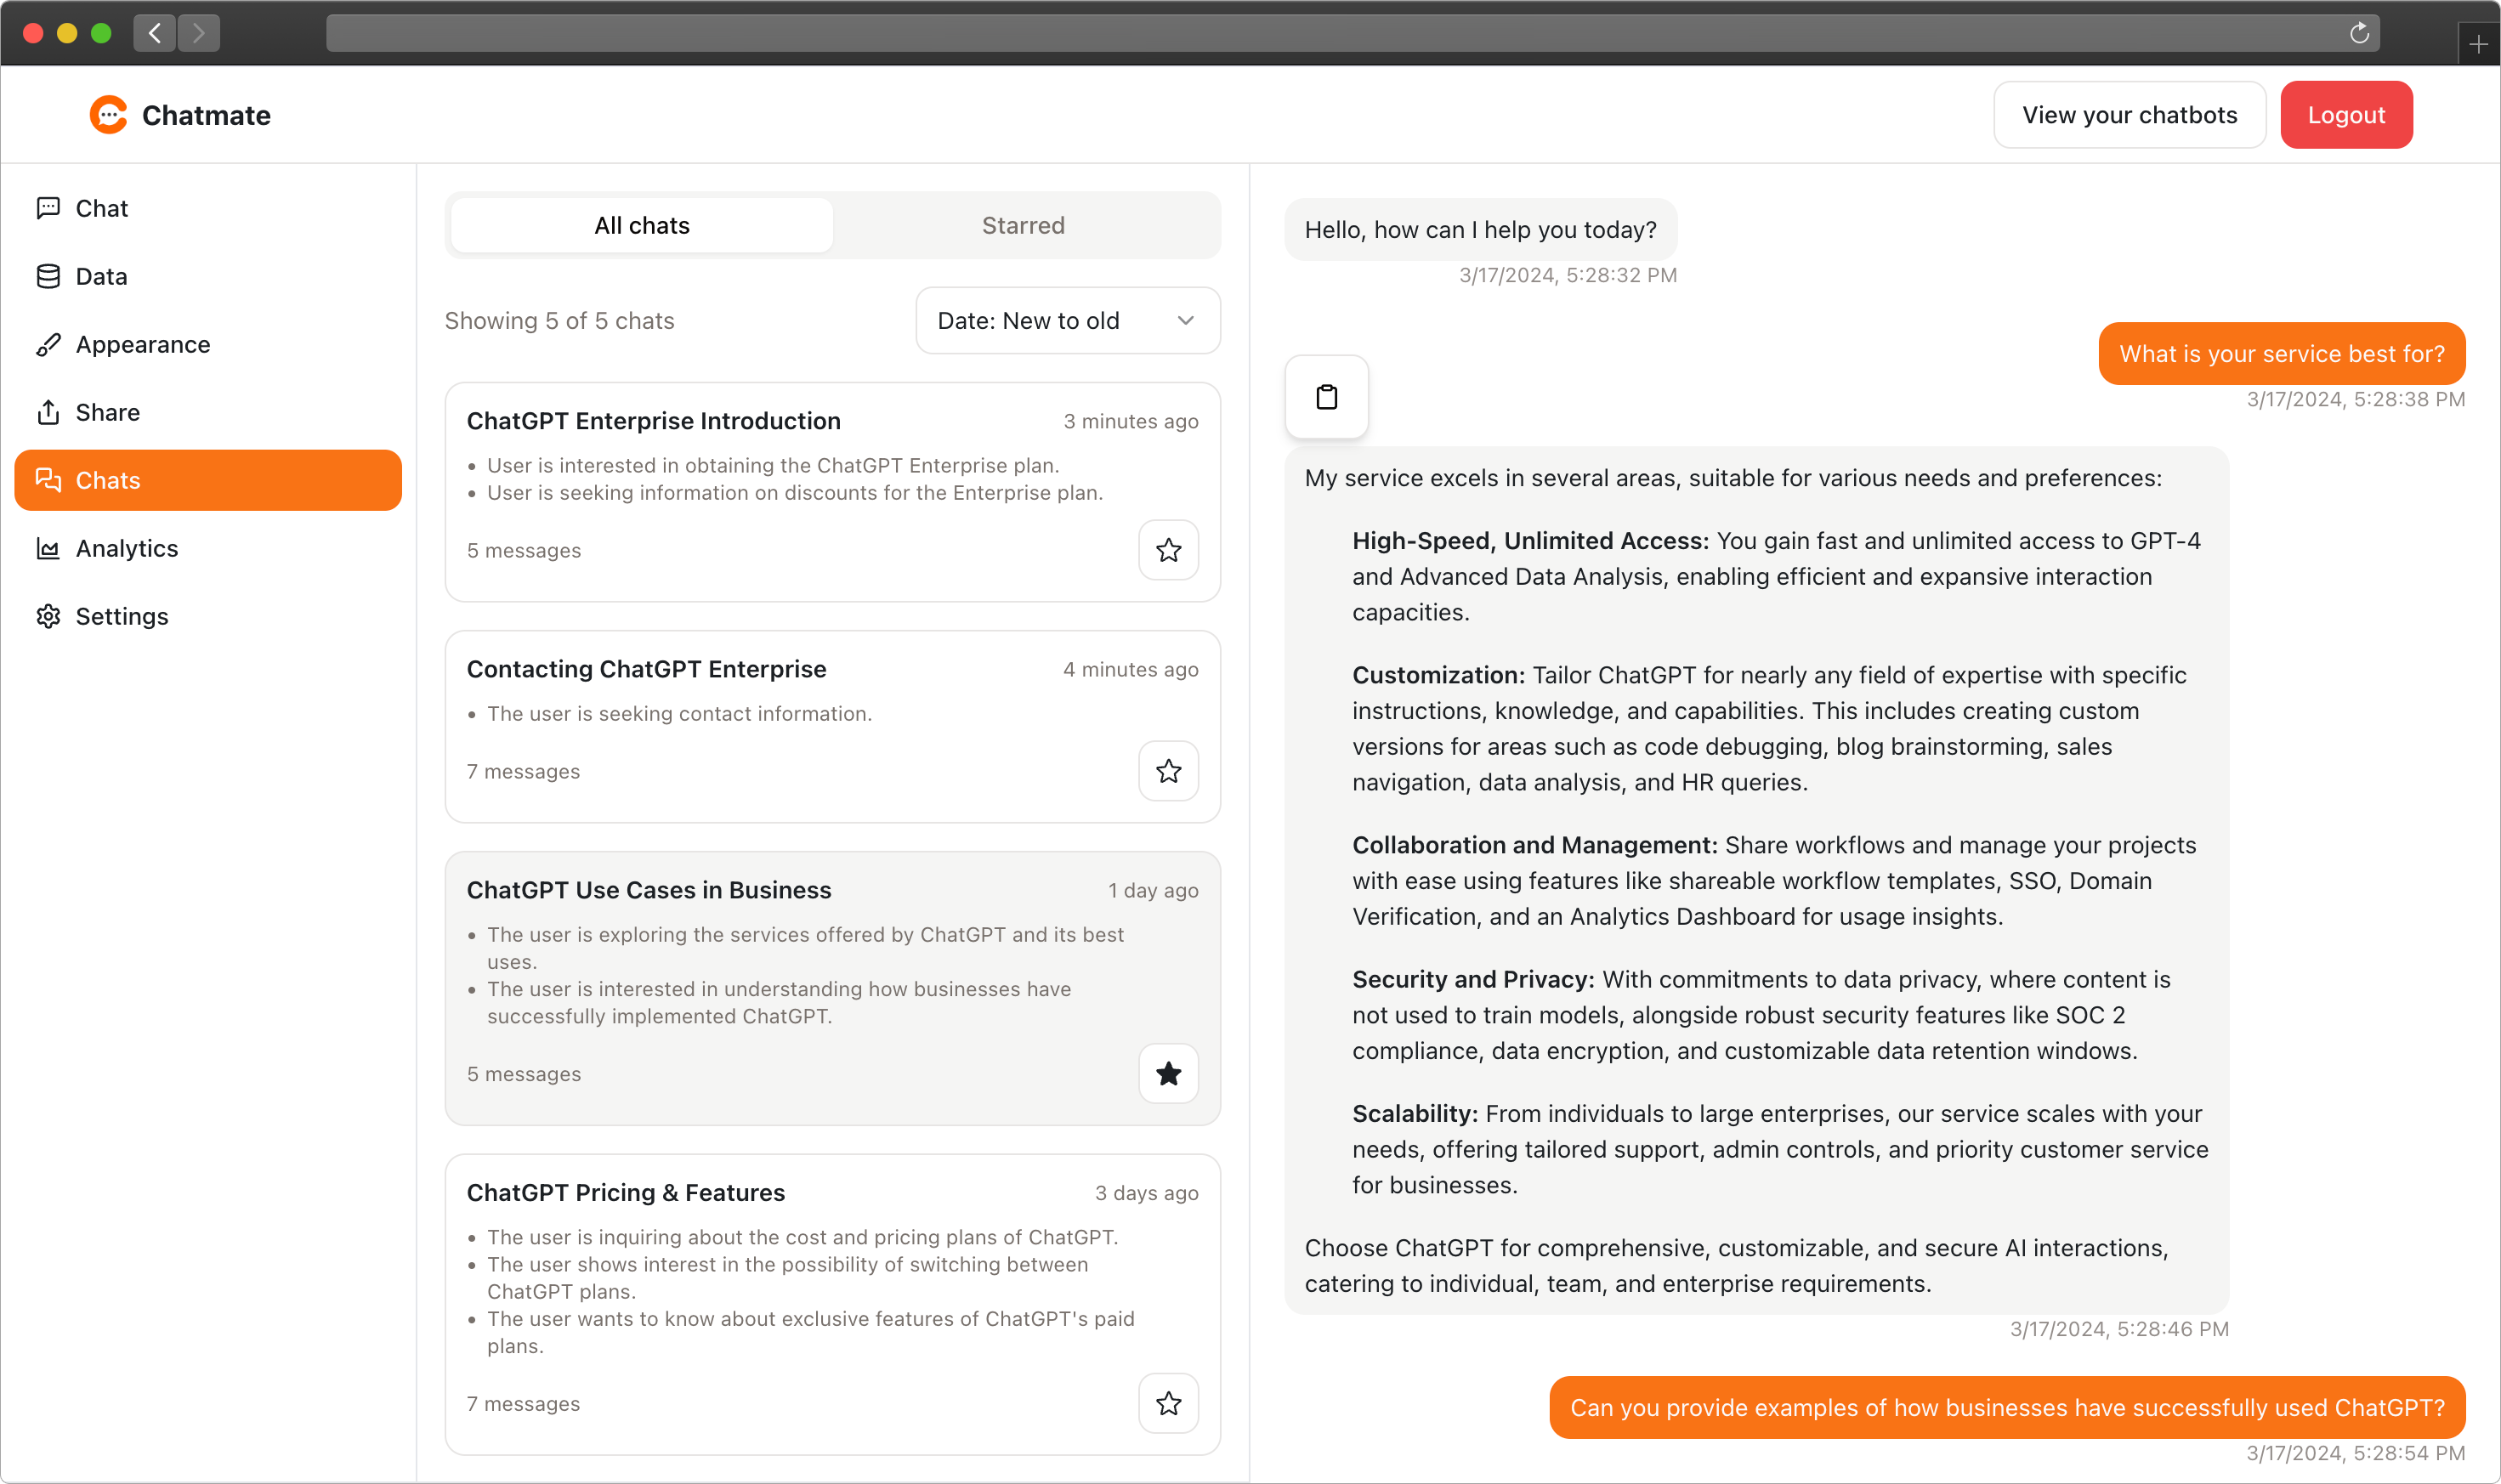 Chatmate
View your chatbots
Logout
Chat
Data
Appearance
Share
Chats
Analytics
Settings
All chats
Starred
Showing 5 of 5 chats
Date: New to old
ChatGPT Enterprise Introduction
3 minutes ago
• User is interested in obtaining the ChatGPT Enterprise plan.
• User is seeking information on discounts for the Enterprise plan.
5 messages
Contacting ChatGPT Enterprise
4 minutes ago
• The user is seeking contact information.
7 messages
ChatGPT Use Cases in Business
1 day ago
• The user is exploring the services offered by ChatGPT and its best
uses.
• The user is interested in understanding how businesses have
successfully implemented ChatGPT.
5 messages
ChatGPT Pricing & Features
3 days ago
• The user is inquiring about the cost and pricing plans of ChatGPT.
• The user shows interest in the possibility of switching between
ChatGPT plans.
• The user wants to know about exclusive features of ChatGPT's paid
plans.
7 messages
Hello, how can I help you today?
3/17/2024, 5:28:32 PM
What is your service best for?
3/17/2024, 5:28:38 PM
My service excels in several areas, suitable for various needs and preferences:
High-Speed, Unlimited Access: You gain fast and unlimited access to GPT-4
and Advanced Data Analysis, enabling efficient and expansive interaction
capacities.
Customization: Tailor ChatGPT for nearly any field of expertise with specific
instructions, knowledge, and capabilities. This includes creating custom
versions for areas such as code debugging, blog brainstorming, sales
navigation, data analysis, and HR queries.
Collaboration and Management: Share workflows and manage your projects
with ease using features like shareable workflow templates, SSO, Domain
Verification, and an Analytics Dashboard for usage insights.
Security and Privacy: With commitments to data privacy, where content is
not used to train models, alongside robust security features like SOC 2
compliance, data encryption, and customizable data retention windows.
Scalability: From individuals to large enterprises, our service scales with your
needs, offering tailored support, admin controls, and priority customer service
for businesses.
Choose ChatGPT for comprehensive, customizable, and secure AI interactions,
catering to individual, team, and enterprise requirements.
3/17/2024, 5:28:46 PM
Can you provide examples of how businesses have successfully used ChatGPT?
3/17/2024, 5:28:54 PM